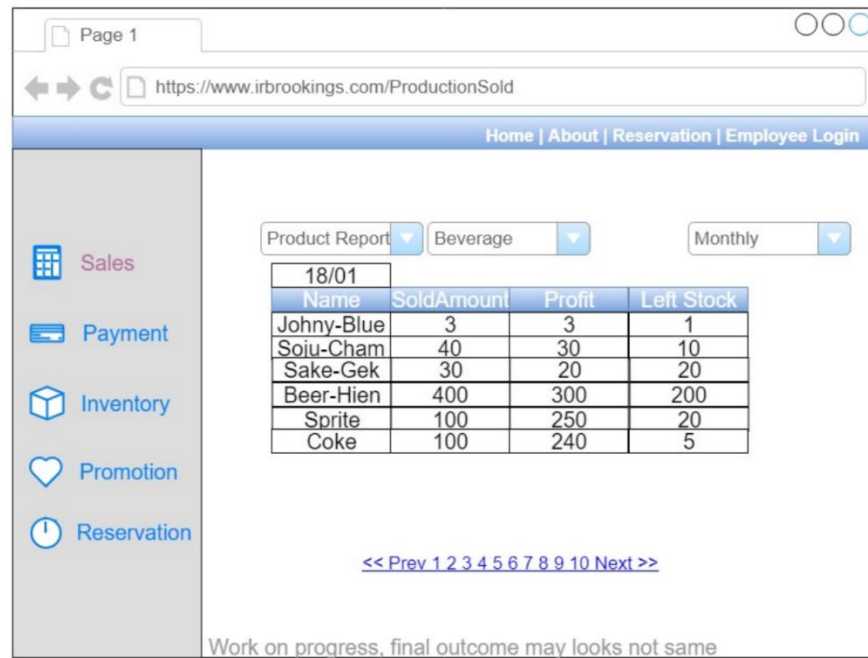 Page 1
https://www.irbrookings.com/ProductionSold
Home | About | Reservation | Employee Login
Sales
Payment
Inventory
Promotion
Reservation
Product Report Beverage Monthly
18/01
Name SoldAmount Profit Left Stock
Johny-Blue 3 3 1
Soiu-Cham 40 30 10
Sake-Gek 30 20 20
Beer-Hien 400 300 200
Sprite 100 250 20
Coke 100 240 5
<< Prev 1 2 3 4 5 6 7 8 9 10 Next >>
Work on progress, final outcome may looks not same